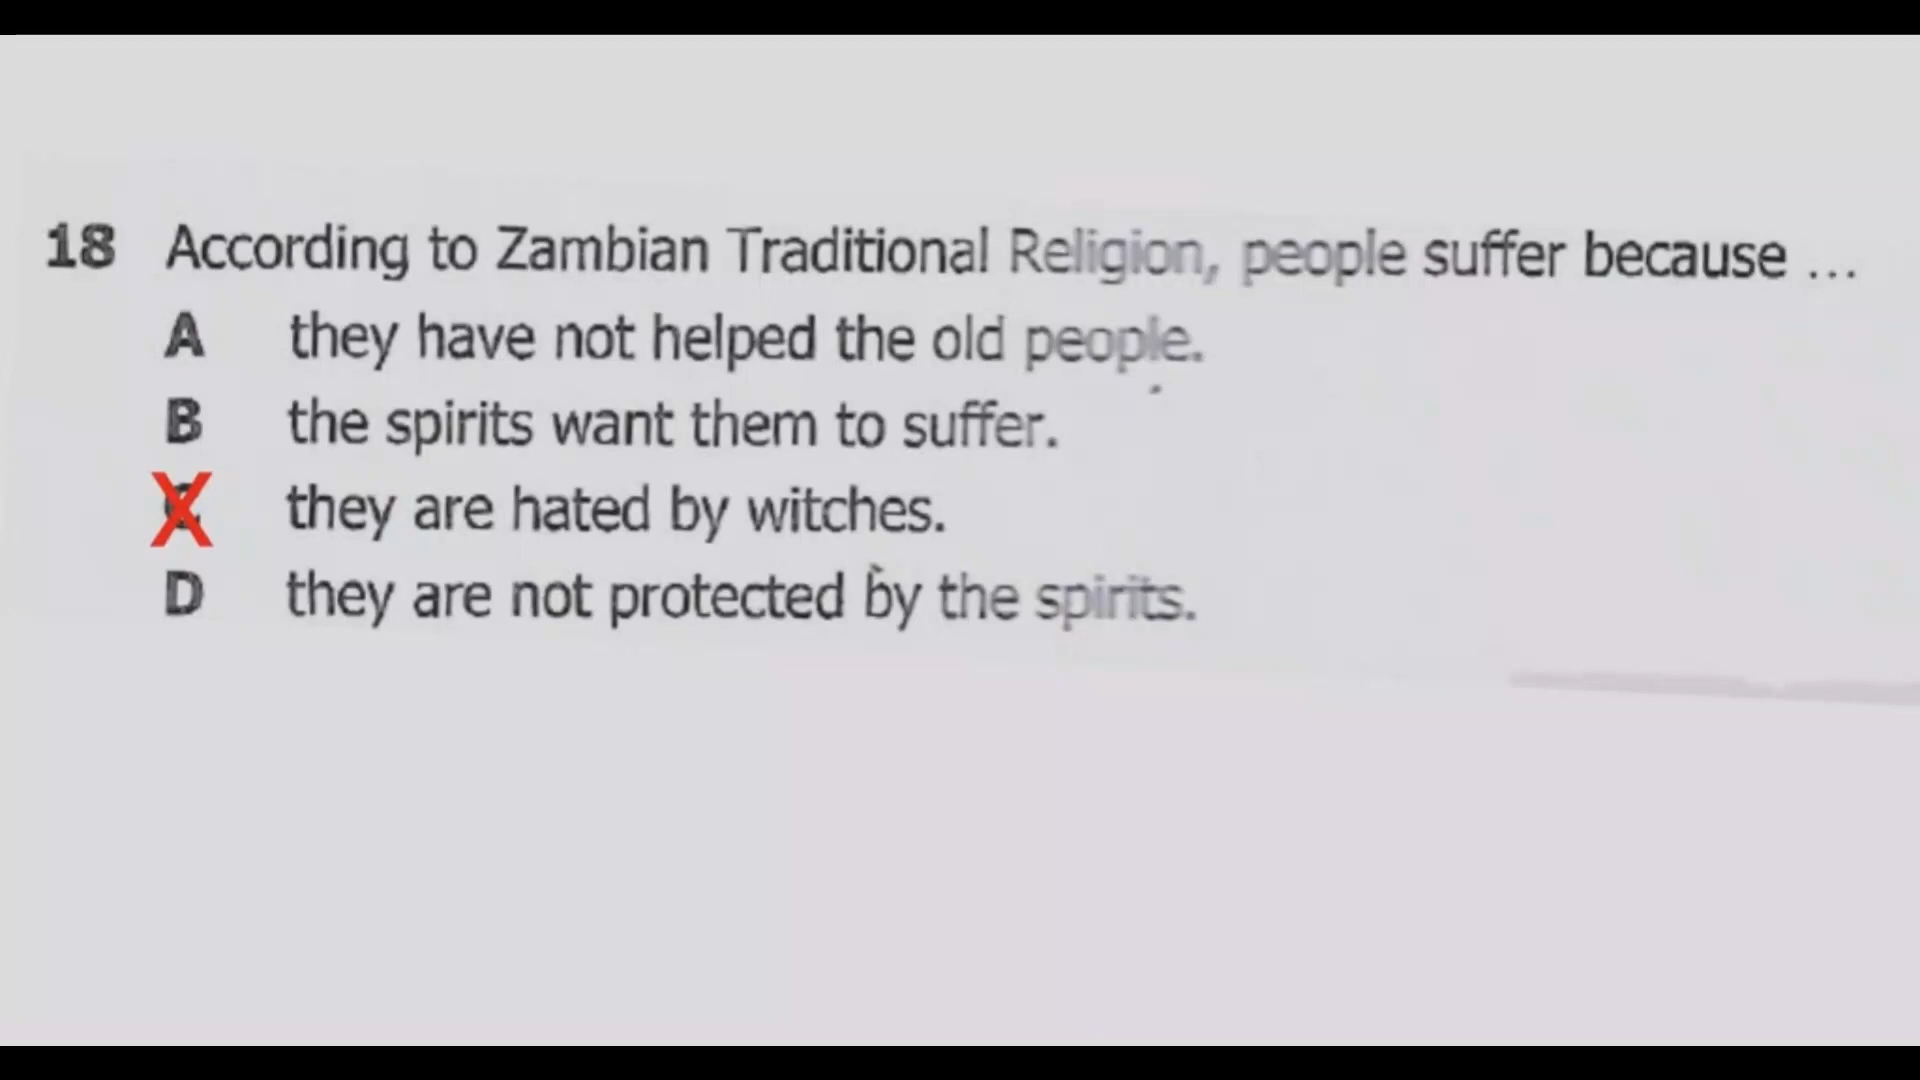 18 According to Zambian Traditional Religion, people suffer because ...
A they have not helped the old people.
B the spirits want them to suffer.
X they are hated by witches.
D they are not protected by the spirits.